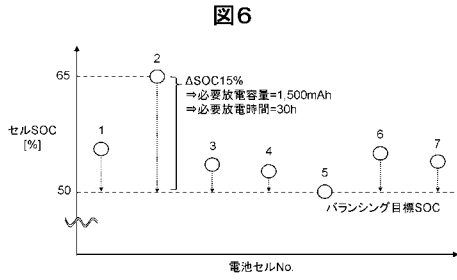 図6
65
2
ΔSOC15%
⇒必要放電容量=1,500mAh
⇒必要放電時間=30h
セルSOC
[%]
1
3
4
5
6
7
50
バランシング目標SOC
電池セルNo.